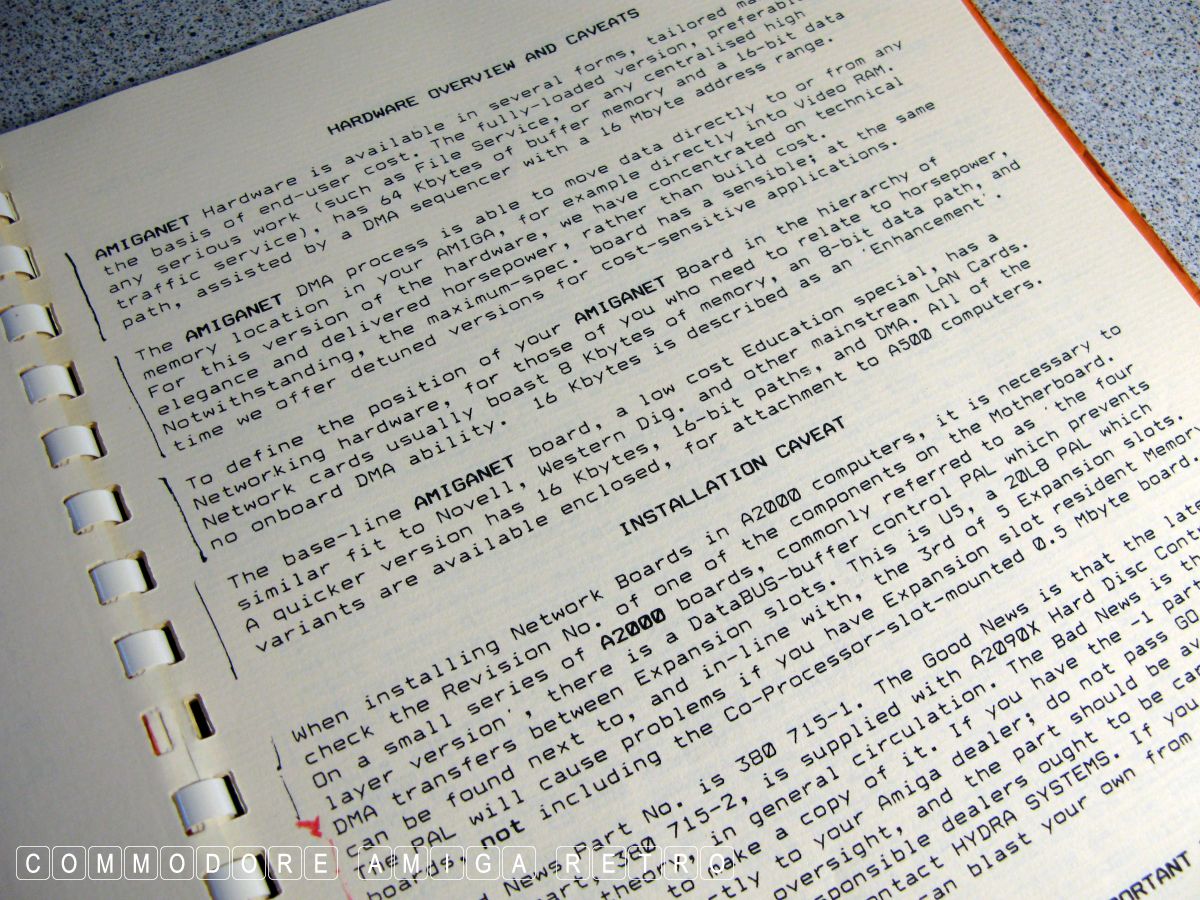 HARDWARE OVERVIEW AND CAVEATS
AMIGANET Hardware is available in several forms, tailored
the basis of end-user cost. The fully-loaded version,
any serious work (such as File Service, or any centralised high
traffic service), has 64 Kbytes of buffer memory and a 16-bit data
path, assisted by a DMA sequencer with a 16 Mbyte address range.
The AMIGANET DMA process is able to move data directly to or from any
memory location in your AMIGA, for example directly into Video RAM.
For this version of the hardware, we have concentrated on technical
elegance and delivered horsepower, rather than build cost.
Notwithstanding, the maximum-spec. board has a sensible; at the same
time we offer detuned versions for cost-sensitive applications.
To define the position of your AMIGANET Board in the hierarchy of
Networking hardware, for those of you who need to relate to horsepower,
Network cards usually boast 8 Kbytes of memory, an 8-bit data path, and
no onboard DMA ability. 16 Kbytes is described as an 'Enhancement'.
The base-line AMIGANET board, a low cost Education special, has a
similar fit to Novell, Western Dig. and other mainstream LAN Cards.
A quicker version has 16 Kbytes, 16-bit paths, and DMA. All of the
variants are available enclosed, for attachment to A500 computers.
INSTALLATION CAVEAT
When installing Network Boards in A2000 computers, it is necessary to
check the Revision No. of one of the components on the Motherboard.
On a small series of A2000 boards, commonly referred to as 'the four
layer version', there is a DataBUS-buffer control PAL which prevents
DMA transfers between Expansion slots. This is U5, a 20L8 PAL which
can be found next to, and in-line with, the 3rd of 5 Expansion slots.
The PAL will cause problems if you have Expansion slot resident Memory
boards, not including the Co-Processor-slot-mounted 0.5 Mbyte board.
News Part No. is 380 715-1. The Good News is that the
part, 380 715-2, is supplied with A2090X Hard Disc
theory, in general circulation. The Bad News is
to make a copy of it. If you have the -1
to your Amiga dealer; do not pass GO
oversight, and the part should be
dealers ought to be
contact HYDRA SYSTEMS. If you
can blast your own from
COMMODORE AMIGA RETRO